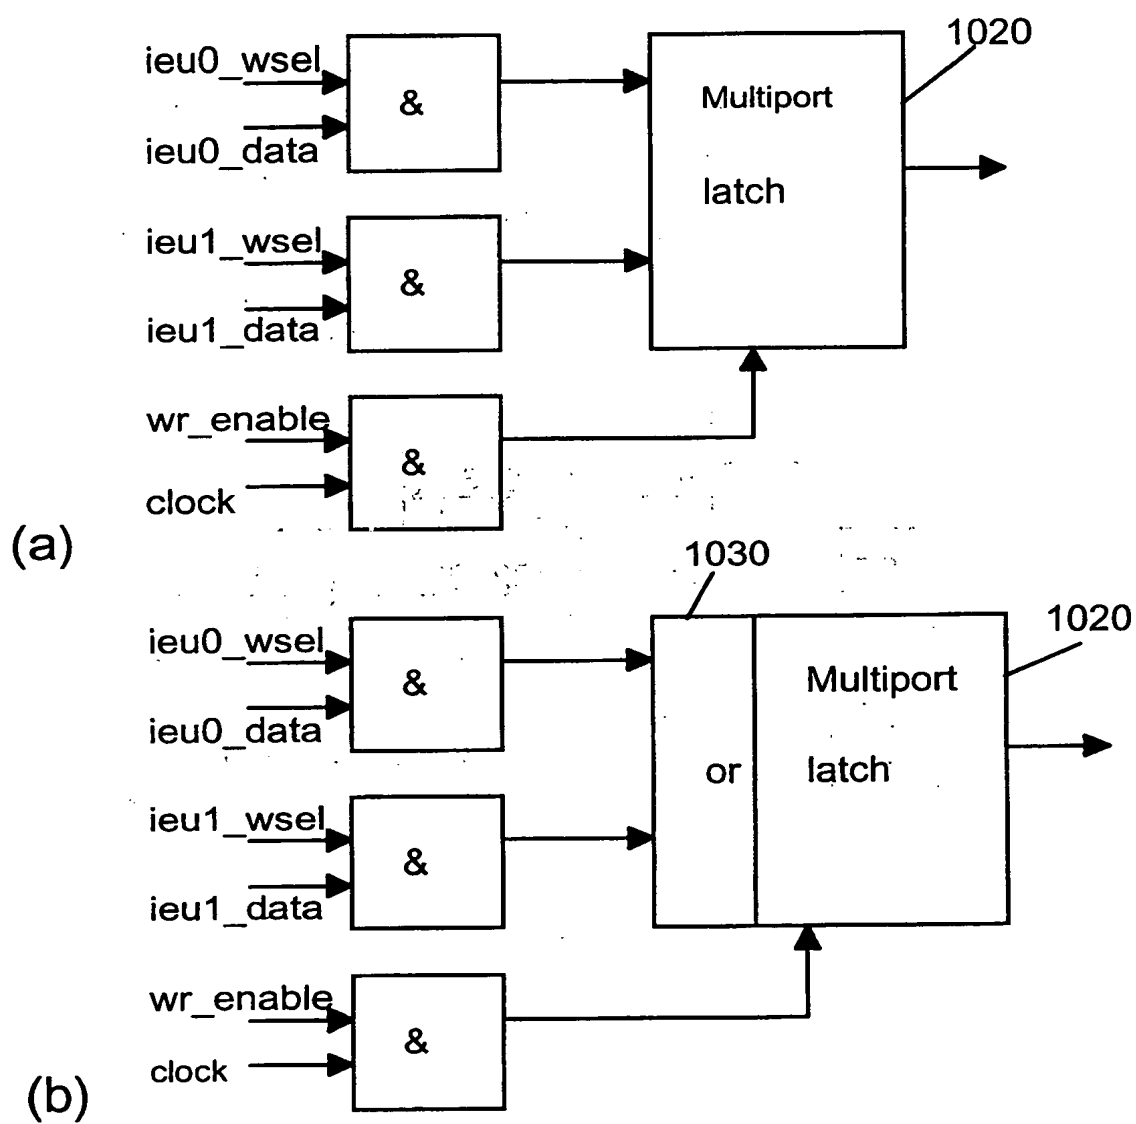 1020
ieu0_wsel
&
Multiport
ieu0_data
latch
ieu1_wsel
&
ieu1_data
wr_enable
&
clock
(a)
1030
1020
ieu0_wsel
&
Multiport
ieu0_data
or
latch
ieu1_wsel
&
ieu1_data
wr_enable
&
clock
(b)